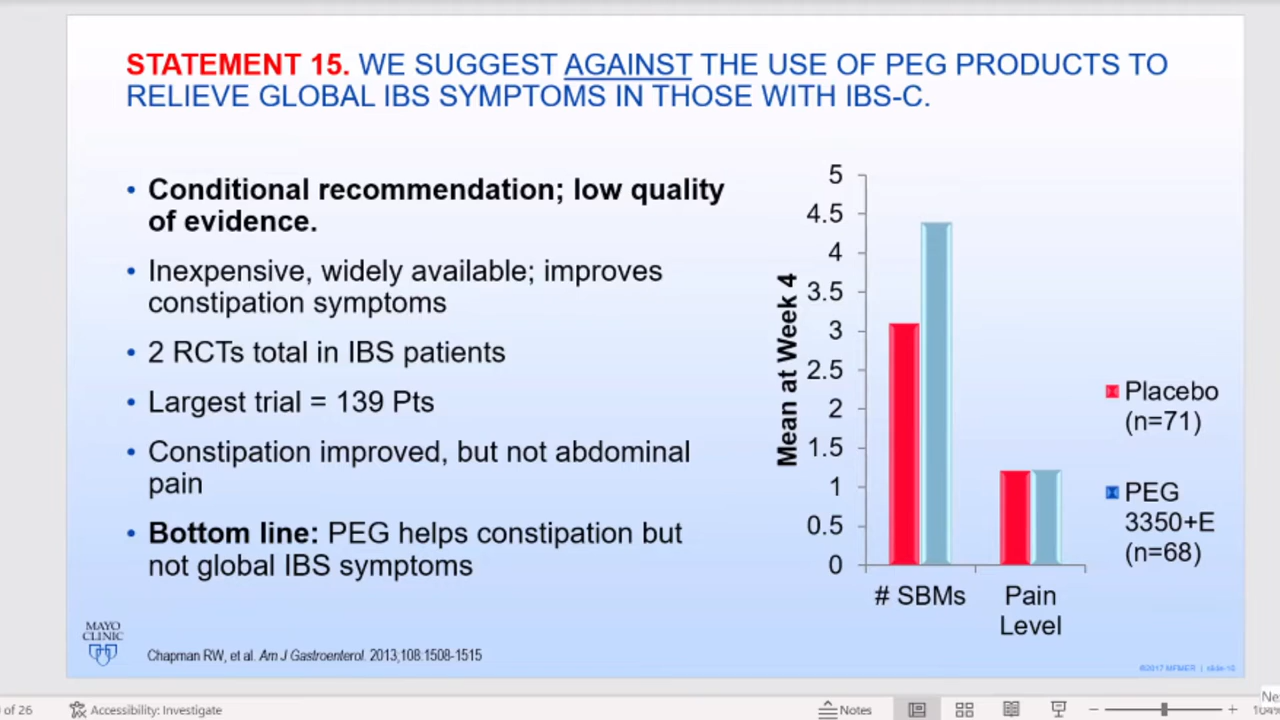 STATEMENT 15. WE SUGGEST AGAINST THE USE OF PEG PRODUCTS TO
RELIEVE GLOBAL IBS SYMPTOMS IN THOSE WITH IBS-C.
• Conditional recommendation; low quality
of evidence.
• Inexpensive, widely available; improves
constipation symptoms
• 2 RCTs total in IBS patients
• Largest trial = 139 Pts
• Constipation improved, but not abdominal
pain
• Bottom line: PEG helps constipation but
not global IBS symptoms
Mean at Week 4
5
4.5
4
3.5
3
2.5
2
1.5
1
0.5
0
# SBMs
Pain
Level
Placebo
(n=71)
PEG
3350+E
(n=68)
MAYO
CLINIC
Chapman RW, et al. Am J Gastroenterol. 2013,108:1508-1515
©2017 MFMER | slide-10
of 26
Accessibility: Investigate
Notes